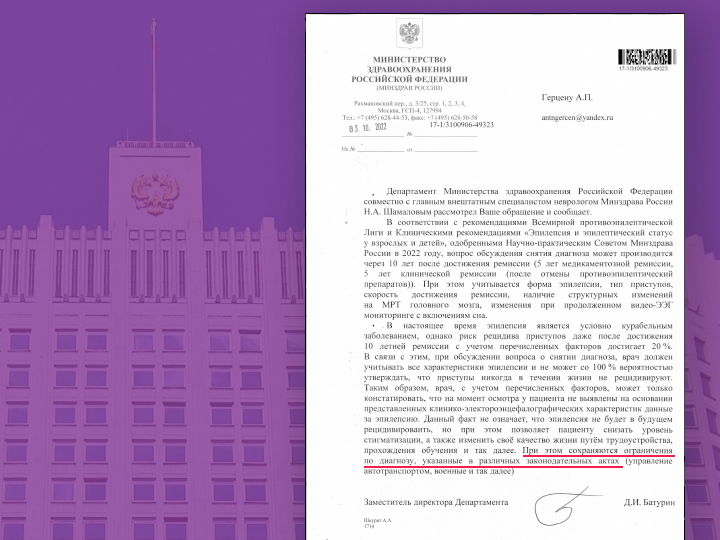 МИНИСТЕРСТВО
ЗДРАВООХРАНЕНИЯ
РОССИЙСКОЙ ФЕДЕРАЦИИ
(МИНЗДРАВ РОССИИ)
Рахмановский пер., д. 3/25, стр. 1, 2, 3, 4,
Москва, ГСП-4, 127994
Тел.: +7 (495) 628-44-53, факс: +7 (495) 628-50-58
03. 10. 2022 № 17-1/3100906-49323
На № от
17-1/3100906-49323
Герцену А.П.
antngercen@yandex.ru
Департамент Министерства здравоохранения Российской Федерации
совместно с главным внештатным специалистом неврологом Минздрава России
Н.А. Шамаловым рассмотрел Ваше обращение и сообщает.
В соответствии с рекомендациями Всемирной противоэпилептической
Лиги и Клиническими рекомендациями «Эпилепсия и эпилептический статус
у взрослых и детей», одобренными Научно-практическим Советом Минздрава
России в 2022 году, вопрос обсуждения снятия диагноза может производится
через 10 лет после достижения ремиссии (5 лет медикаментозной ремиссии,
5 лет клинической ремиссии (после отмены противоэпилептический
препаратов)). При этом учитывается форма эпилепсии, тип приступов,
скорость достижения ремиссии, наличие структурных изменений
на МРТ головного мозга, изменения при продолженном видео-ЭЭГ
мониторинге с включением сна.
В настоящее время эпилепсия является условно курабельным
заболеванием, однако риск рецидива приступов даже после достижения
10 летней ремиссии с учетом перечисленных факторов достигает 20 %.
В связи с этим, при обсуждении вопроса о снятии диагноза, врач должен
учитывать все характеристики эпилепсии и не может со 100 % вероятностью
утверждать, что приступы никогда в течении жизни не рецидивируют.
Таким образом, врач, с учетом перечисленных факторов, может только
констатировать, что на момент осмотра у пациента не выявлены на основании
представленных клинико-электроэнцефалографических характеристик данные
за эпилепсию. Данный факт не означает, что эпилепсия не будет в будущем
рецидивироваить, но при этом позволяет пациенту снизить уровень
стигматизации, а также изменить своё качество жизни путём трудоустройства,
прохождения обучения и так далее. При этом сохраняются ограничения
по диагнозу, указанные в различных законодательных актах (управление
автотранспортом, военные и так далее)
Заместитель директора Департамента Д.И. Батурин
Шкурат А.А.
1710